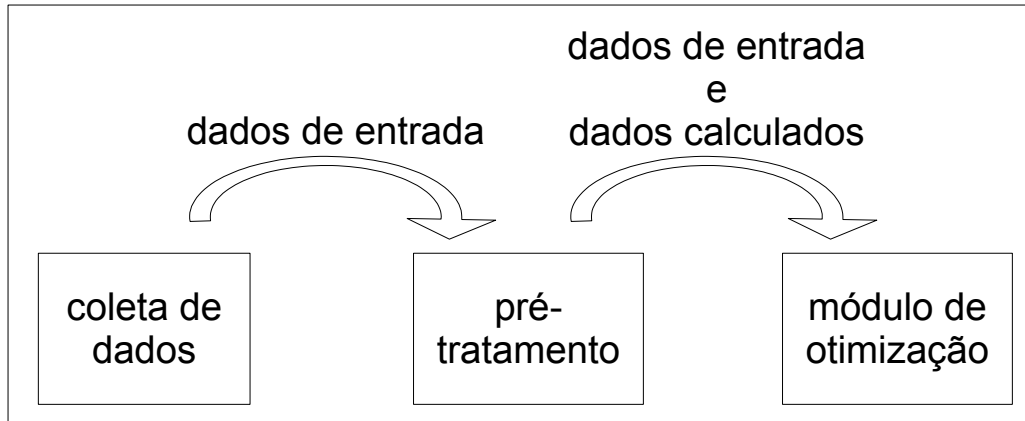 dados de entrada
e
dados calculados
dados de entrada
coleta de
dados
pré-
tratamento
módulo de
otimização